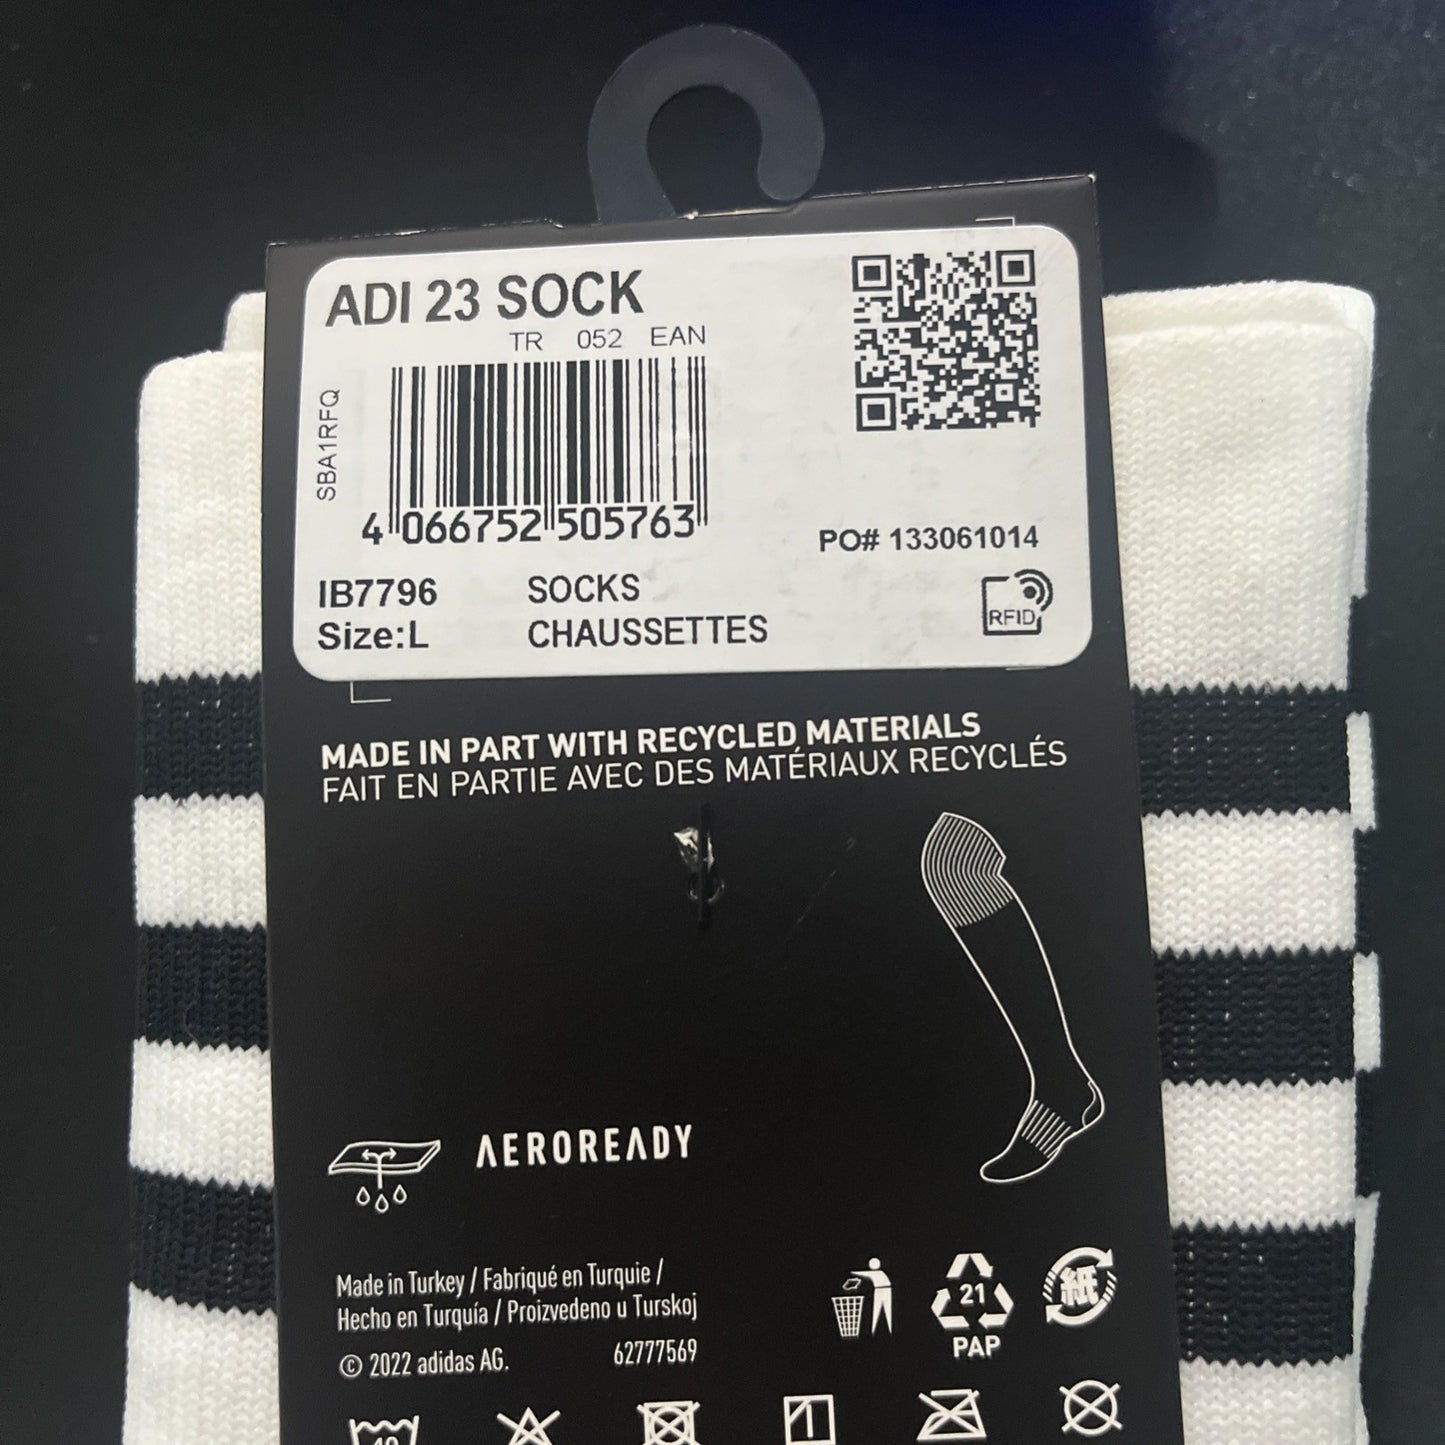 ADI 23 SOCK
TR 052 EAN
SBA1RFQ
4 066752 505763
PO# 133061014
IB7796 SOCKS
Size:L CHAUSSETTES
RFID
MADE IN PART WITH RECYCLED MATERIALS
FAIT EN PARTIE AVEC DES MATÉRIAUX RECYCLÉS
AEROREADY
Made in Turkey / Fabriqué en Turquie /
Hecho en Turquía / Proizvedeno u Turskoj
© 2022 adidas AG. 62777569
21
PAP
紙
40